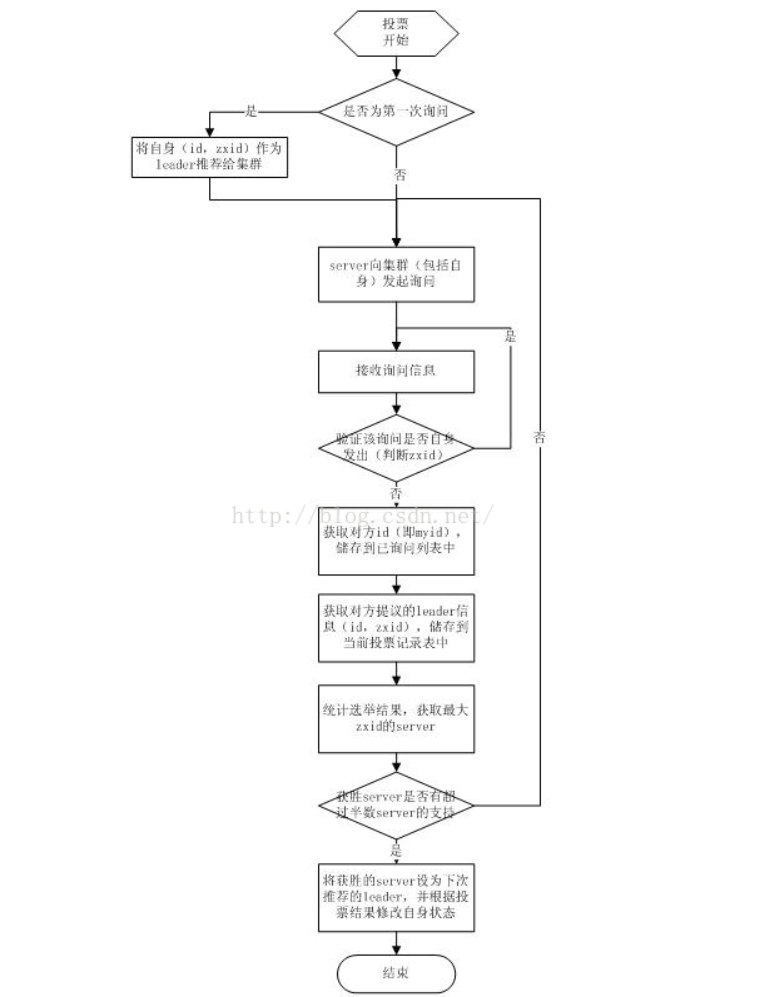 投票
开始
是否为第一次询问
是
将自身（id，zxid）作为
leader推荐给集群
否
server向集群（包括自
身）发起询问
是
接收询问信息
否
验证该询问是否自身
发出（判断zxid）
否
http://blog.csdn.net/
获取对方id（即myid），
储存到已询问列表中
获取对方提议的leader信
息（id，zxid），储存到
当前投票记录表中
统计选举结果，获取最大
zxid的server
获胜server是否有超
过半数server的支持
是
将获胜的server设为下次
推荐的leader，并根据投
票结果修改自身状态
结束